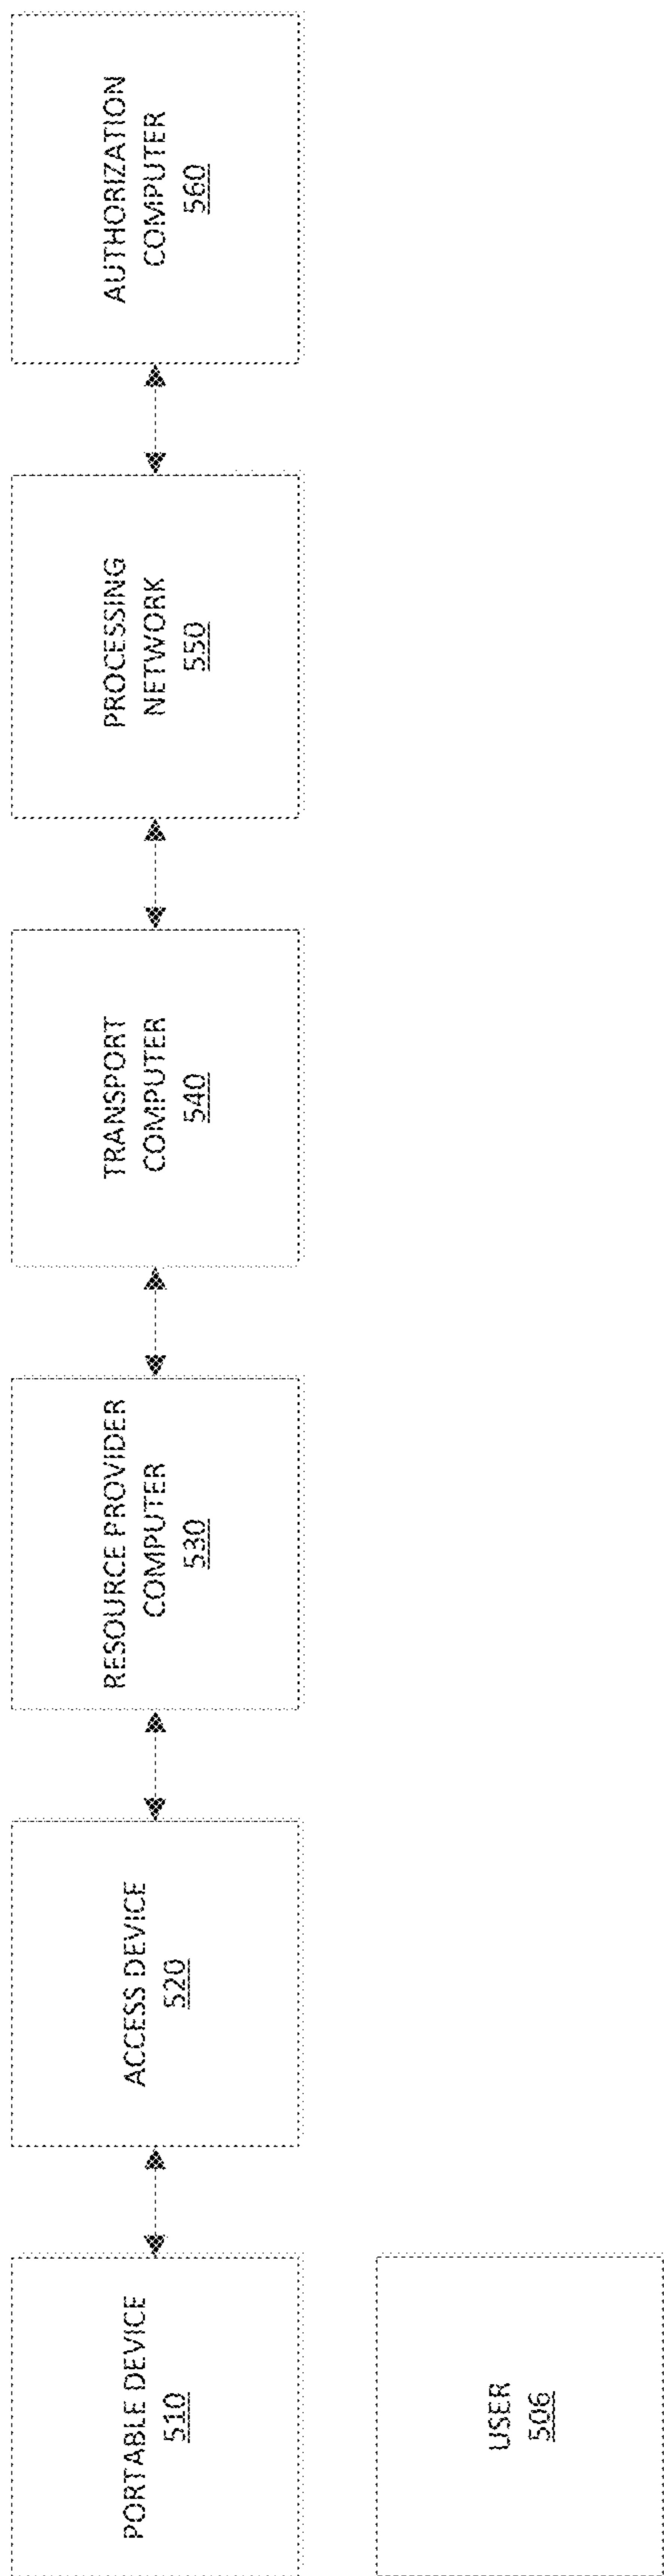 PORTABLE DEVICE
510
ACCESS DEVICE
520
RESOURCE PROVIDER
COMPUTER
530
TRANSPORT
COMPUTER
540
PROCESSING
NETWORK
550
AUTHORIZATION
COMPUTER
560
USER
506